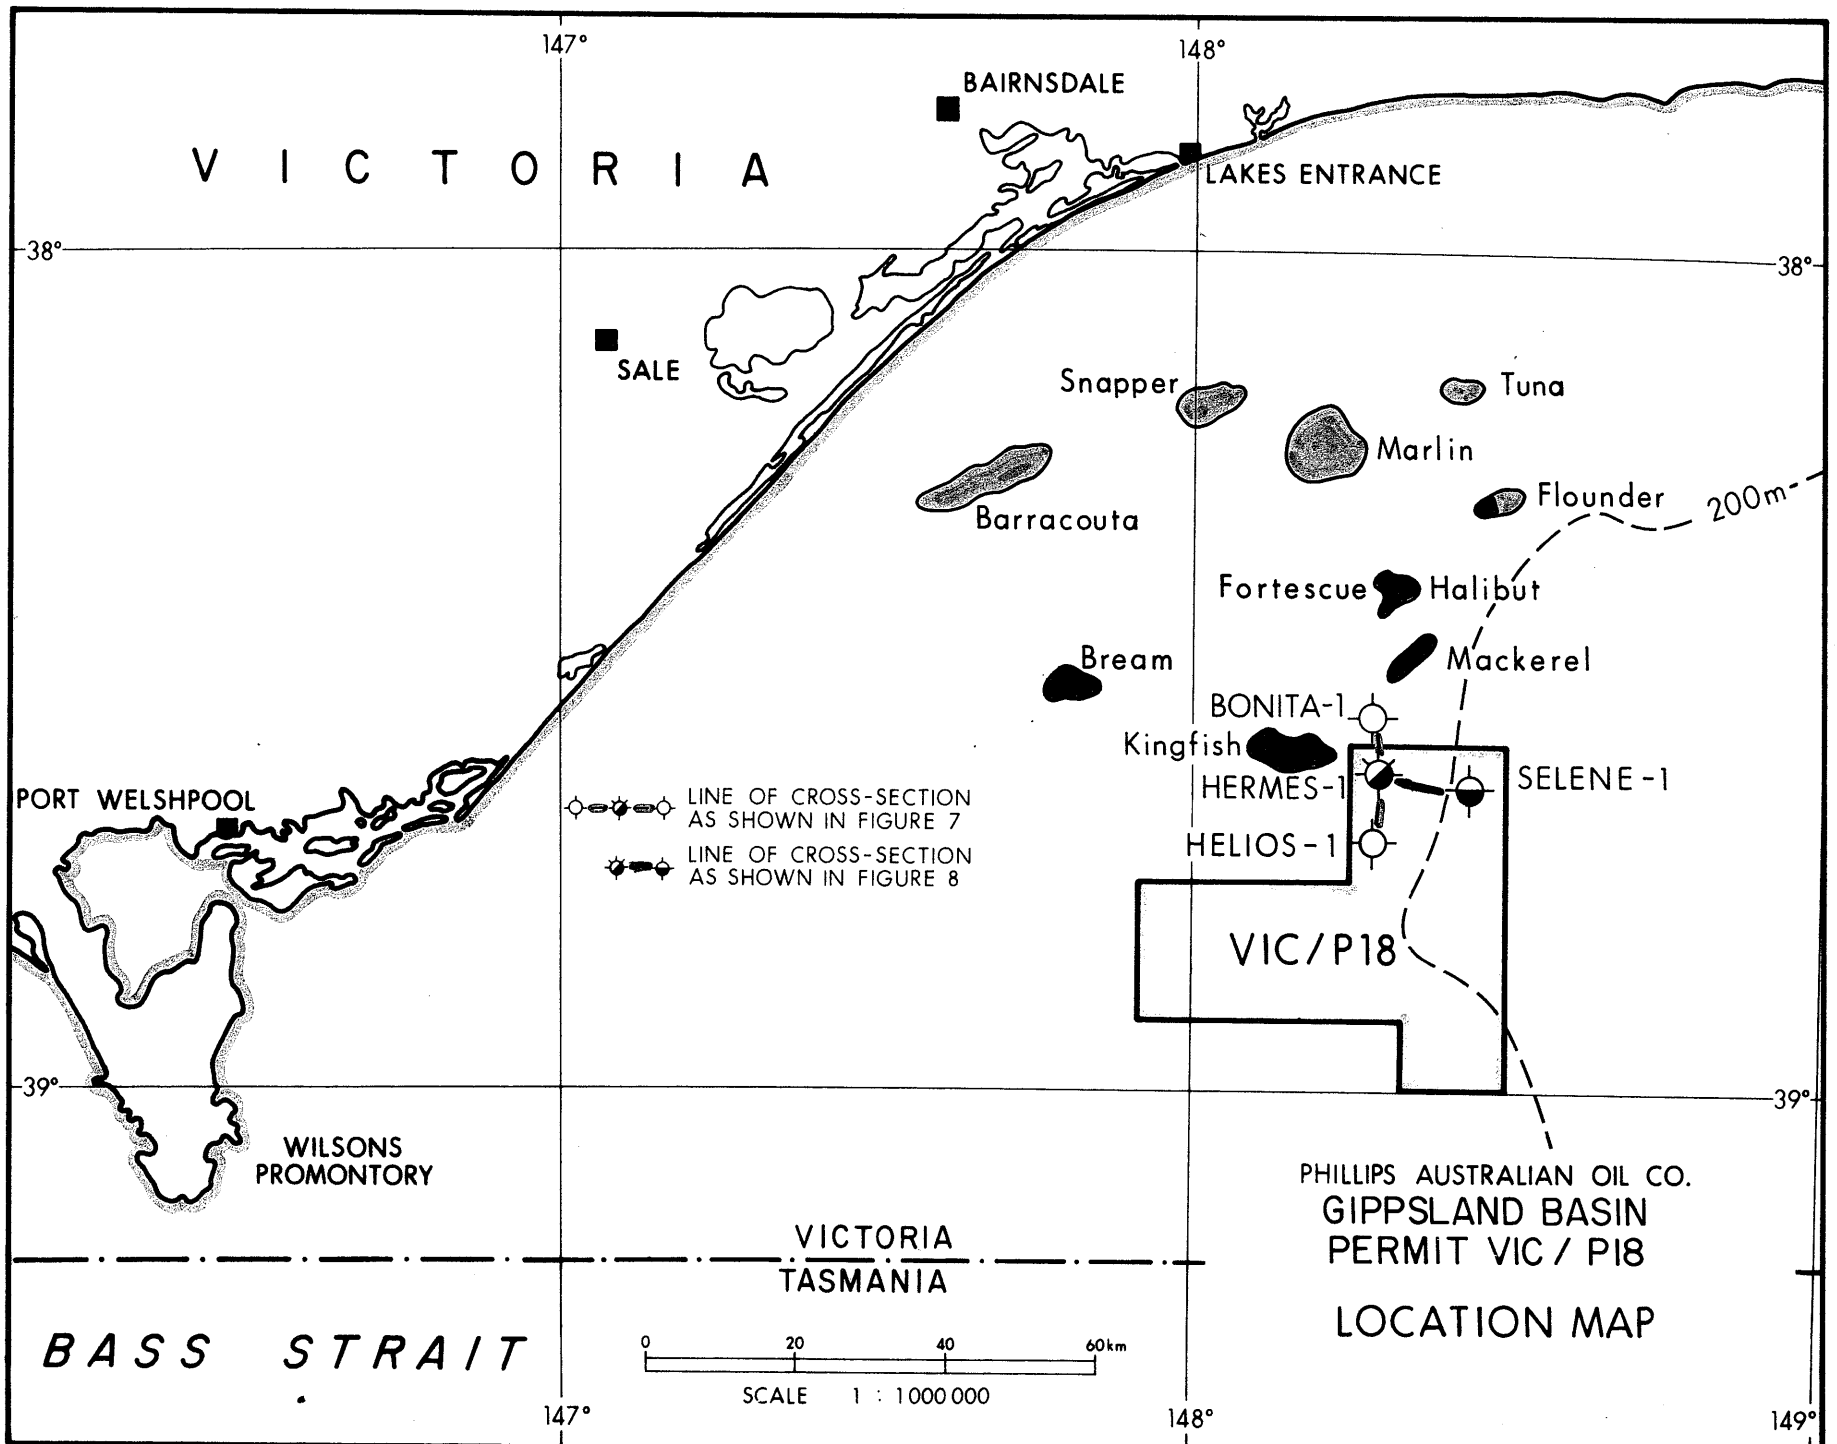 147°
148°
BAIRNSDALE
VICTORIA
LAKES ENTRANCE
38°
38°
SALE
Snapper
Tuna
Marlin
Barracouta
Flounder
200m
Fortescue
Halibut
Bream
Mackerel
BONITA-1
Kingfish
HERMES-1
SELENE-1
PORT WELSHPOOL
LINE OF CROSS-SECTION
AS SHOWN IN FIGURE 7
HELIOS-1
LINE OF CROSS-SECTION
AS SHOWN IN FIGURE 8
VIC/P18
39°
39°
WILSONS
PROMONTORY
PHILLIPS AUSTRALIAN OIL CO.
GIPPSLAND BASIN
PERMIT VIC / P18
VICTORIA
TASMANIA
LOCATION MAP
BASS STRAIT
0 20 40 60km
SCALE 1 : 1000000
147°
148°
149°